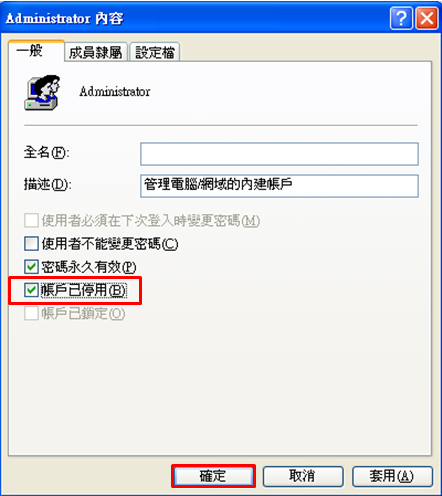 Administrator 內容
一般 成員隸屬 設定檔
Administrator
全名(F):
描述(D): 管理電腦/網域的內建帳戶
使用者必須在下次登入時變更密碼(M)
使用者不能變更密碼(C)
密碼永久有效(P)
帳戶已停用(B)
帳戶已鎖定(O)
確定 取消 套用(A)